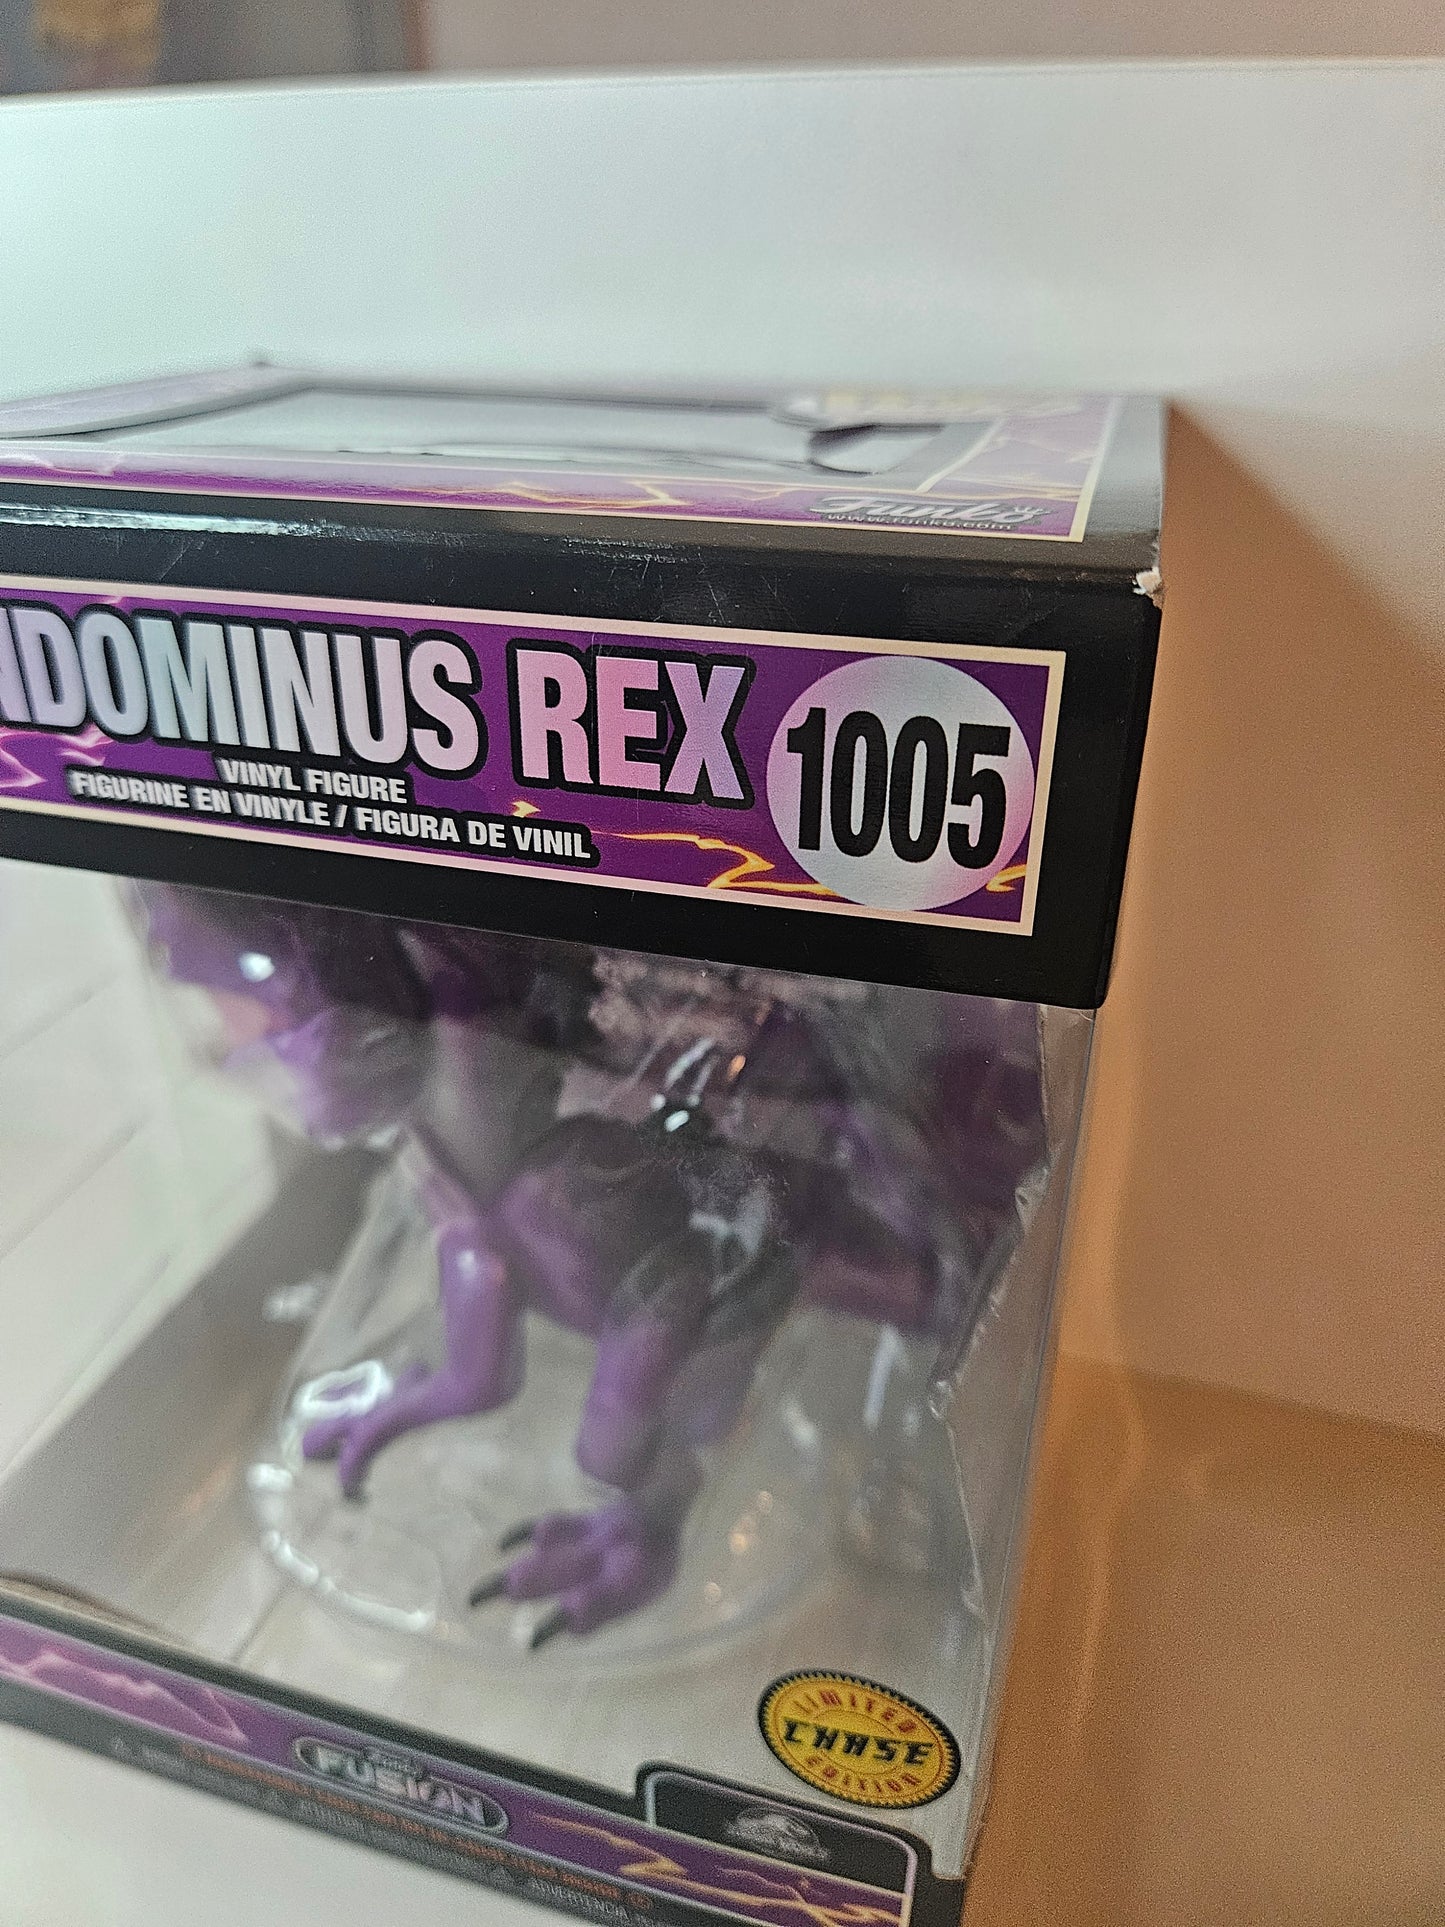 Funko
www.funko.com
NDOMINUS REX
1005
VINYL FIGURE
FIGURINE EN VINYLE / FIGURA DE VINIL
LIMITED
CHASE
EDITION
FUSION
ADVERTENCIA